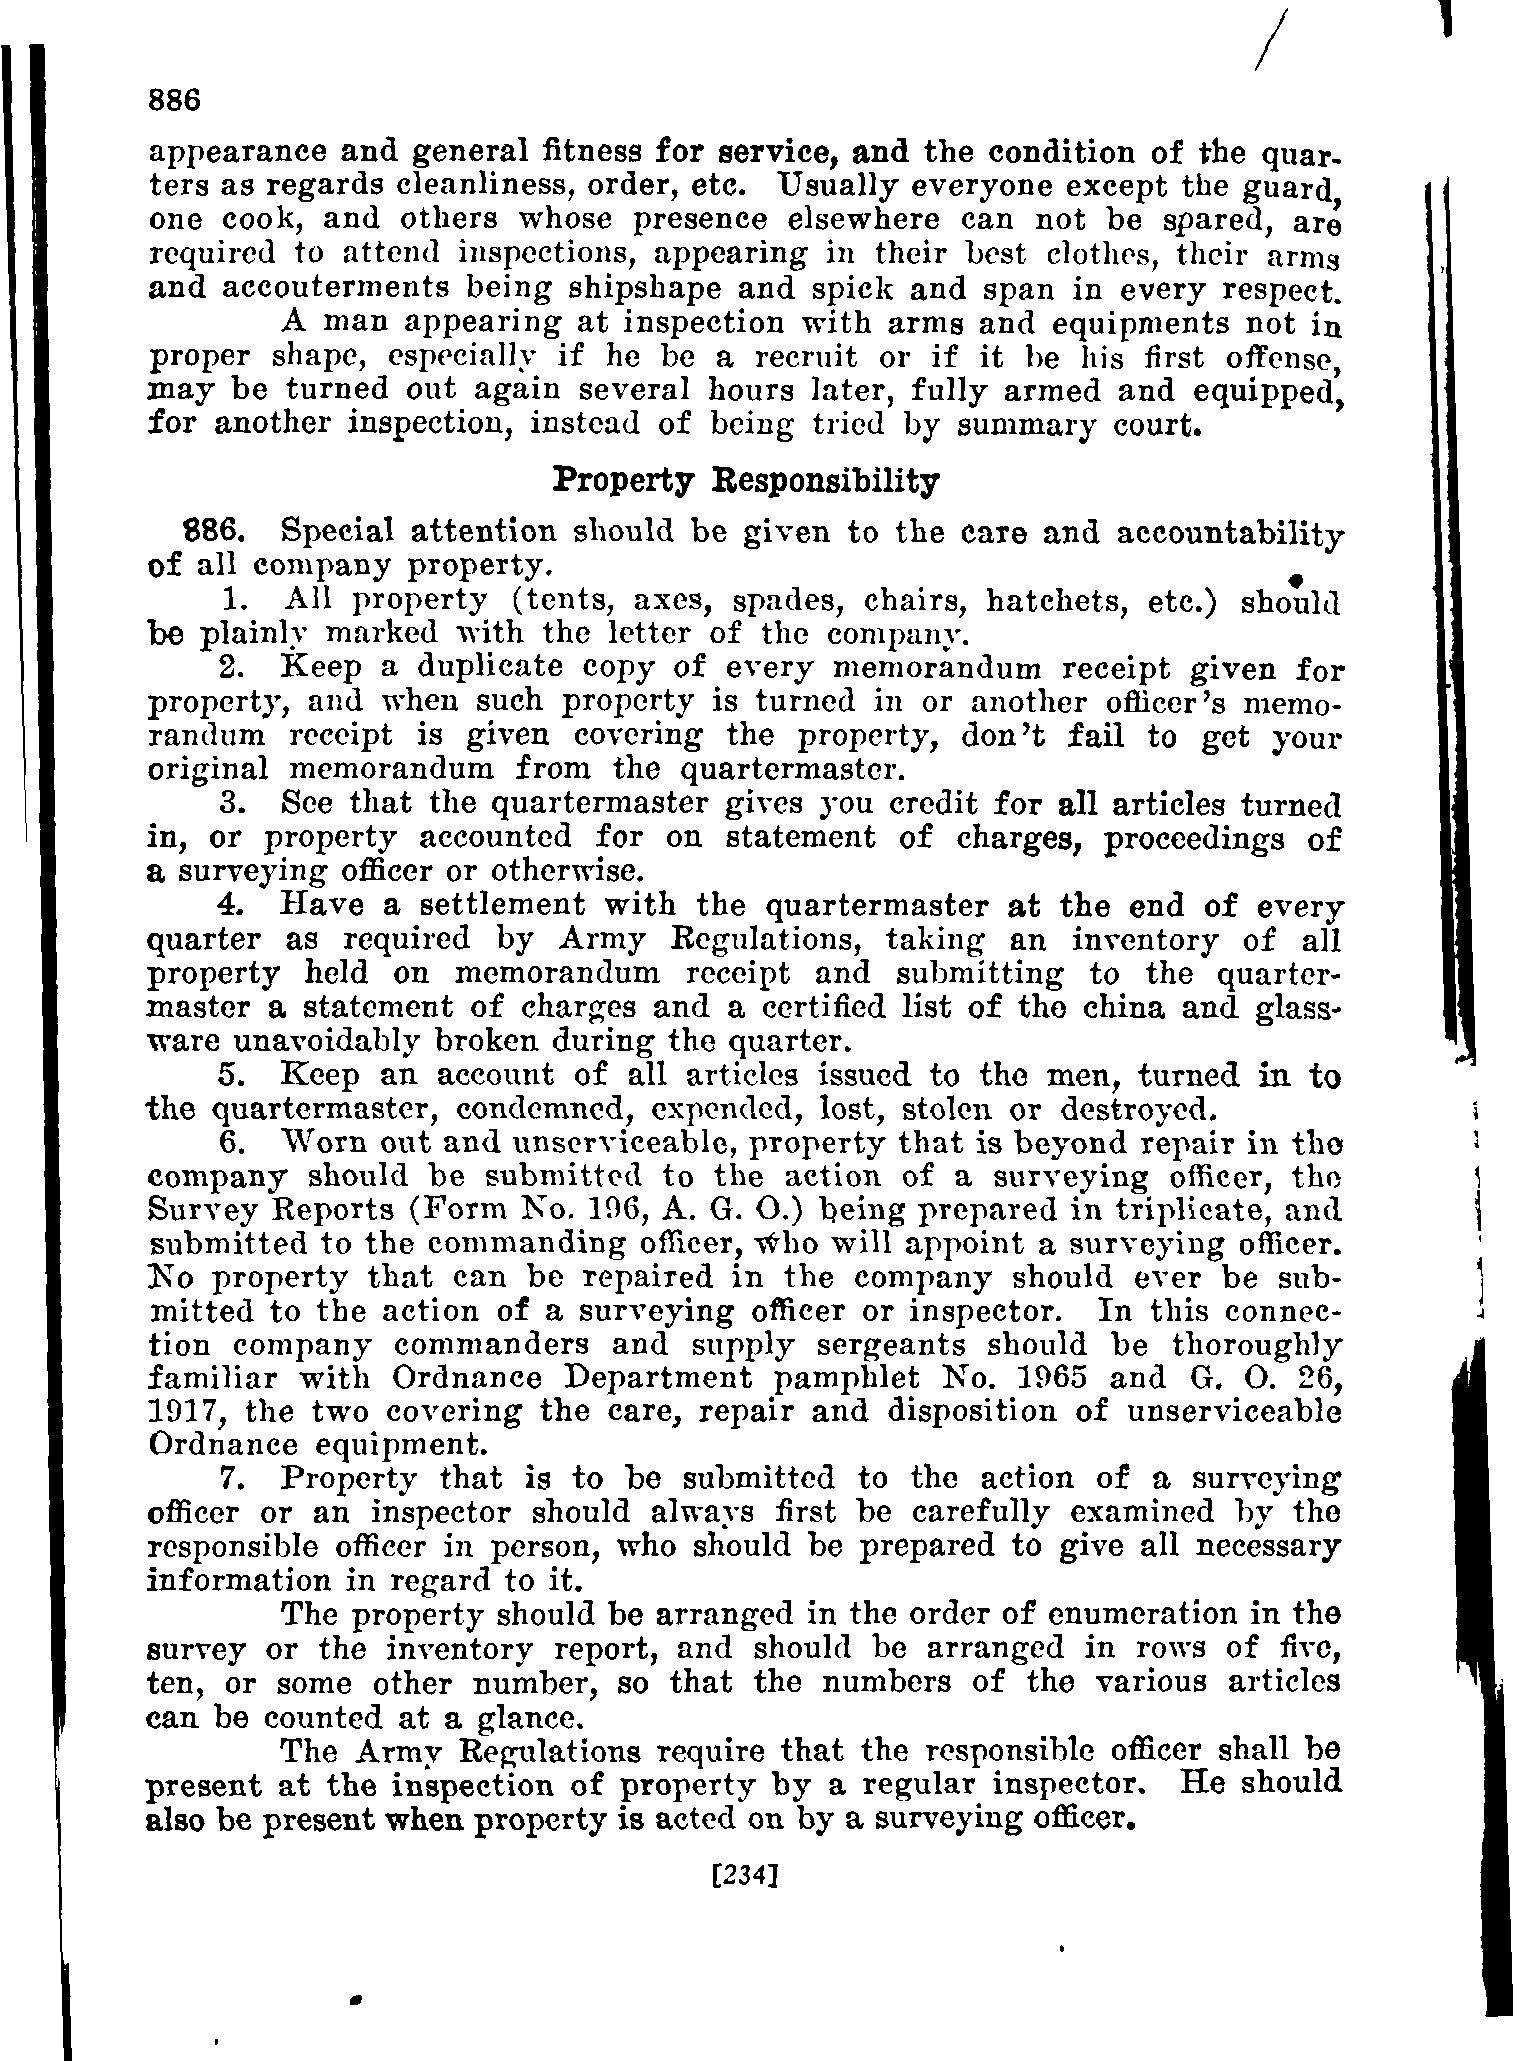 886
appearance and general fitness for service, and the condition of the quar-
ters as regards cleanliness, order, etc. Usually everyone except the guard,
one cook, and others whose presence elsewhere can not be spared, are
required to attend inspections, appearing in their best clothes, their arms
and accouterments being shipshape and spick and span in every respect.
A man appearing at inspection with arms and equipments not in
proper shape, especially if he be a recruit or if it be his first offense,
may be turned out again several hours later, fully armed and equipped,
for another inspection, instead of being tried by summary court.
Property Responsibility
886. Special attention should be given to the care and accountability
of all company property.
1. All property (tents, axes, spades, chairs, hatchets, etc.) should
be plainly marked with the letter of the company.
2. Keep a duplicate copy of every memorandum receipt given for
property, and when such property is turned in or another officer's memo-
randum receipt is given covering the property, don't fail to get your
original memorandum from the quartermaster.
3. See that the quartermaster gives you credit for all articles turned
in, or property accounted for on statement of charges, proceedings of
a surveying officer or otherwise.
4. Have a settlement with the quartermaster at the end of every
quarter as required by Army Regulations, taking an inventory of all
property held on memorandum receipt and submitting to the quarter-
master a statement of charges and a certified list of the china and glass-
ware unavoidably broken during the quarter.
5. Keep an account of all articles issued to the men, turned in to
the quartermaster, condemned, expended, lost, stolen or destroyed.
6. Worn out and unserviceable, property that is beyond repair in the
company should be submitted to the action of a surveying officer, the
Survey Reports (Form No. 196, A. G. O.) being prepared in triplicate, and
submitted to the commanding officer, who will appoint a surveying officer.
No property that can be repaired in the company should ever be sub-
mitted to the action of a surveying officer or inspector. In this connec-
tion company commanders and supply sergeants should be thoroughly
familiar with Ordnance Department pamphlet No. 1965 and G. O. 26,
1917, the two covering the care, repair and disposition of unserviceable
Ordnance equipment.
7. Property that is to be submitted to the action of a surveying
officer or an inspector should always first be carefully examined by the
responsible officer in person, who should be prepared to give all necessary
information in regard to it.
The property should be arranged in the order of enumeration in the
survey or the inventory report, and should be arranged in rows of five,
ten, or some other number, so that the numbers of the various articles
can be counted at a glance.
The Army Regulations require that the responsible officer shall be
present at the inspection of property by a regular inspector. He should
also be present when property is acted on by a surveying officer.
[234]